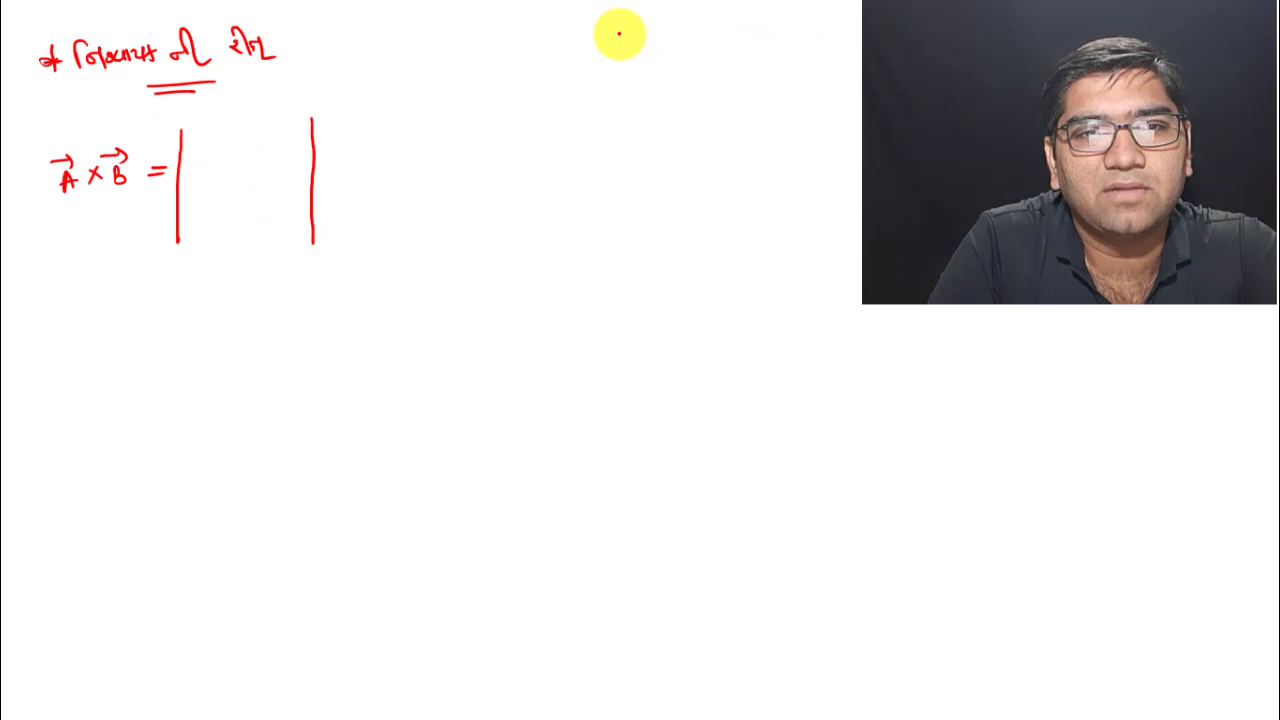 * નિશ્ચાયક ની રીત
A⃗ × B⃗ = | |